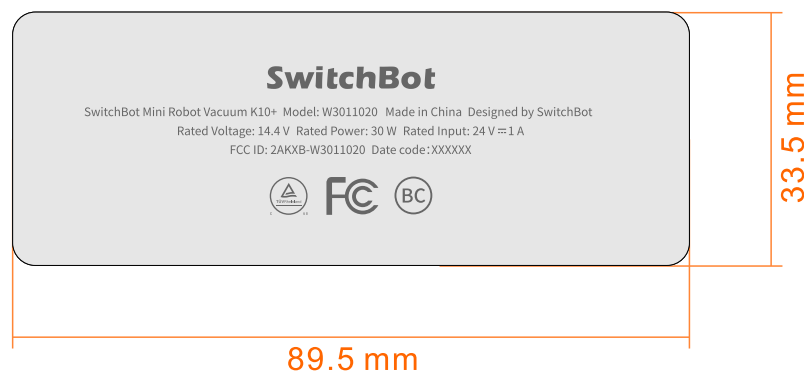 SwitchBot
SwitchBot Mini Robot Vacuum K10+ Model: W3011020 Made in China Designed by SwitchBot
Rated Voltage: 14.4 V Rated Power: 30 W Rated Input: 24 V ⎓ 1 A
FCC ID: 2AKXB-W3011020 Date code:XXXXXX
TÜVRheinland
FC
BC
33.5 mm
89.5 mm